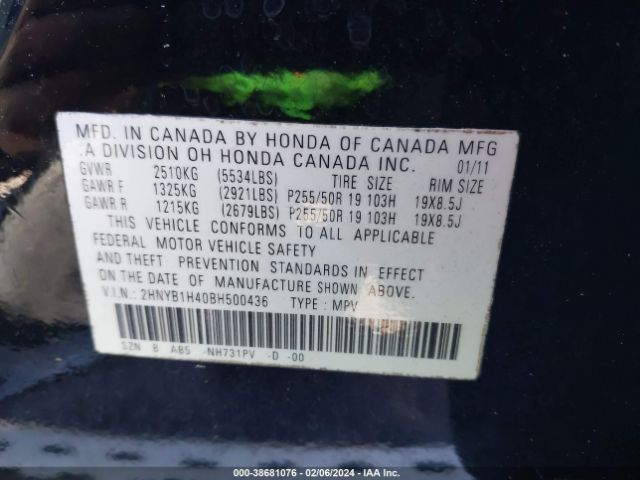 MFD. IN CANADA BY HONDA OF CANADA MFG
.A DIVISION OH HONDA CANADA INC. 01/11
GVWR 2510KG (5534LBS) TIRE SIZE RIM SIZE
GAWR F 1325KG (2921LBS) P255/50R 19 103H 19X8.5J
GAWR R 1215KG (2679LBS) P255/50R 19 103H 19X8.5J
THIS VEHICLE CONFORMS TO ALL APPLICABLE
FEDERAL MOTOR VEHICLE SAFETY
AND THEFT PREVENTION STANDARDS IN EFFECT
ON THE DATE OF MANUFACTURE SHOWN ABOVE.
V.I.N.: 2HNYB1H40BH500436 TYPE: MPV
SZN B AB5 -NH731PV -D -00
000-38681076 - 02/06/2024 - IAA Inc.